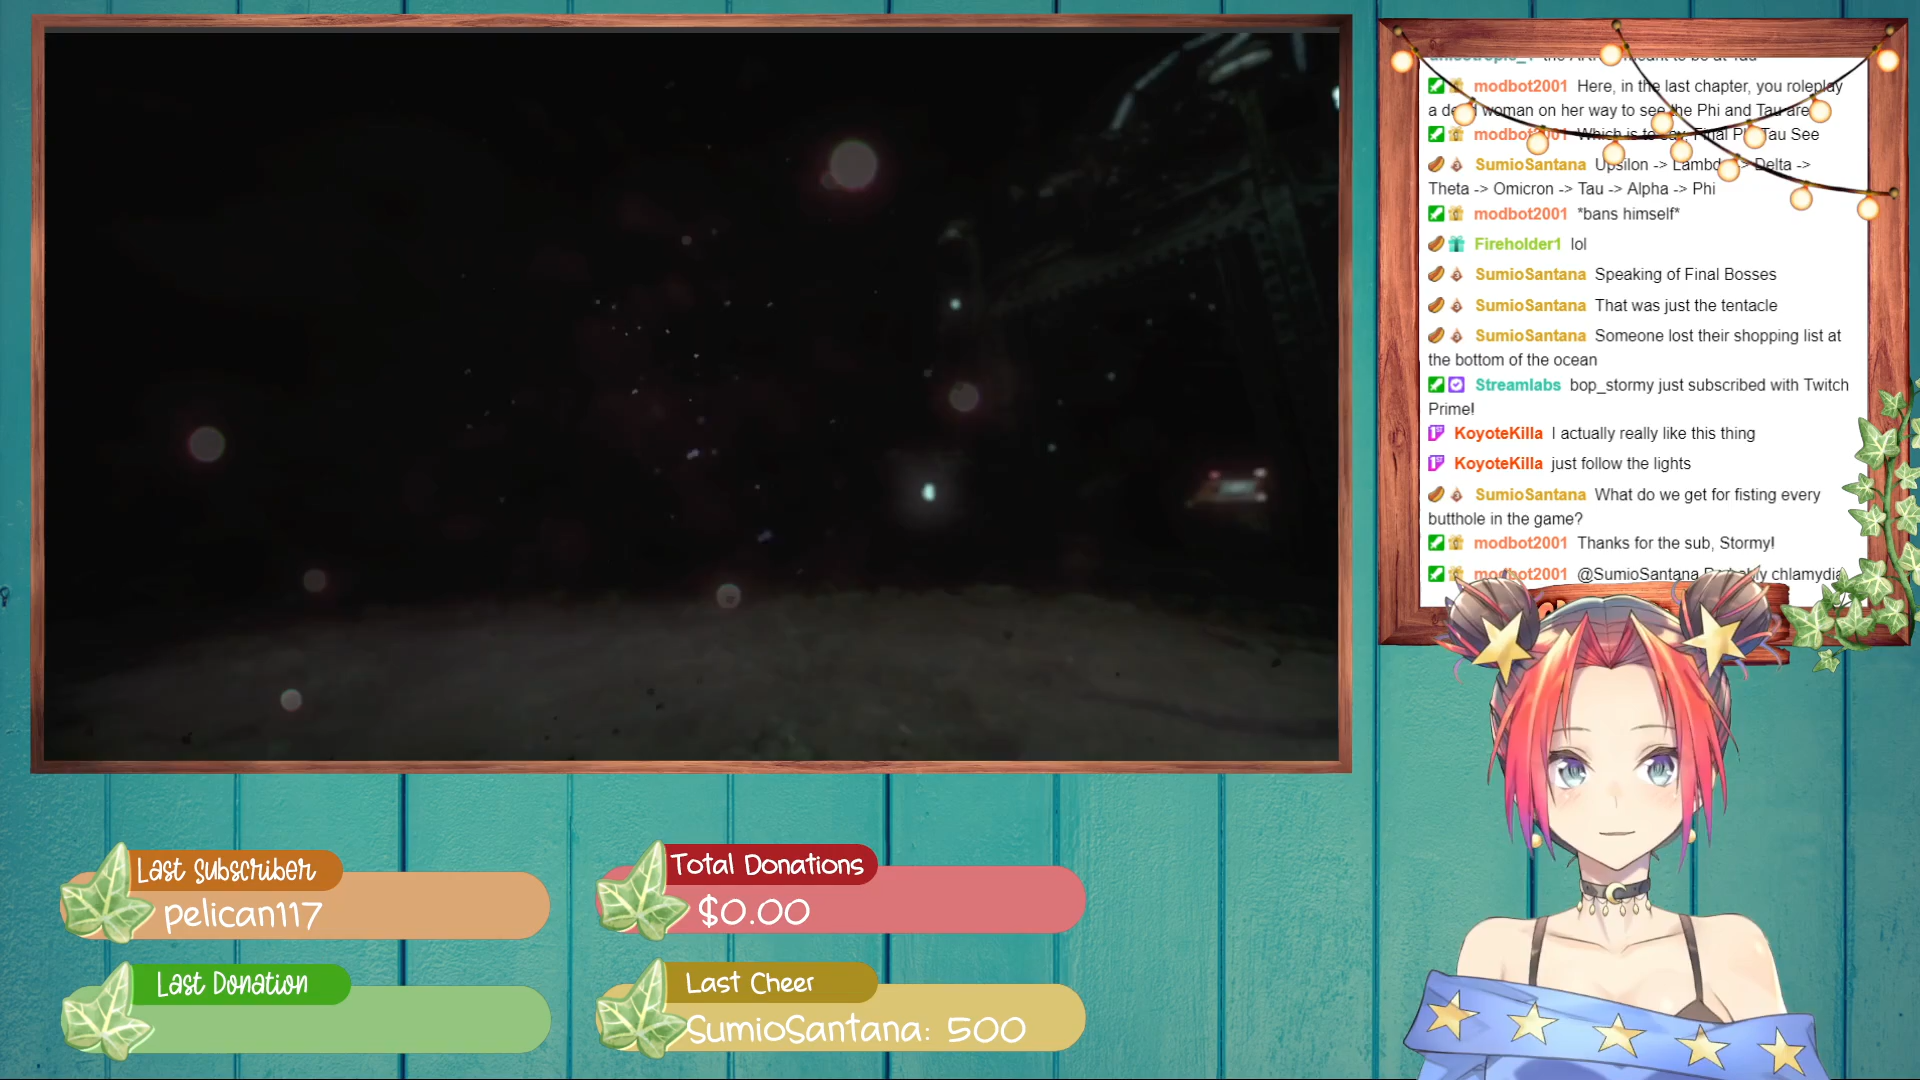 modbot2001 Here, in the last chapter, you roleplay
a dead woman on her way to see the Phi and Tau are
modbot2001 Which is to say, Final Phi Tau See
SumioSantana Upsilon -> Lambda -> Delta ->
Theta -> Omicron -> Tau -> Alpha -> Phi
modbot2001 *bans himself*
Fireholder1 lol
SumioSantana Speaking of Final Bosses
SumioSantana That was just the tentacle
SumioSantana Someone lost their shopping list at
the bottom of the ocean
Streamlabs bop_stormy just subscribed with Twitch
Prime!
KoyoteKilla I actually really like this thing
KoyoteKilla just follow the lights
SumioSantana What do we get for fisting every
butthole in the game?
modbot2001 Thanks for the sub, Stormy!
modbot2001 @SumioSantana Probably chlamydia
Last Subscriber
pelican117
Total Donations
$0.00
Last Donation
Last Cheer
SumioSantana: 500